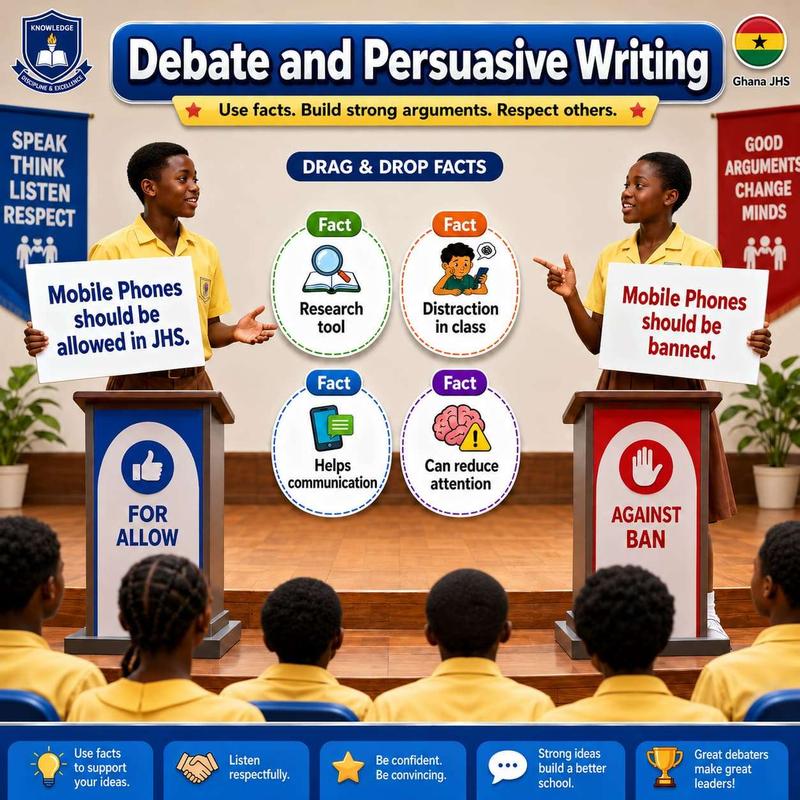 KNOWLEDGE
DISCIPLINE & EXCELLENCE
Debate and Persuasive Writing
Ghana JHS
★ Use facts. Build strong arguments. Respect others. ★
SPEAK
THINK
LISTEN
RESPECT
GOOD
ARGUMENTS
CHANGE
MINDS
DRAG & DROP FACTS
Fact
Research
tool
Fact
Distraction
in class
Mobile Phones
should be
allowed in JHS.
Mobile Phones
should be
banned.
Fact
Helps
communication
Fact
Can reduce
attention
FOR
ALLOW
AGAINST
BAN
Use facts
to support
your ideas.
Listen
respectfully.
Be confident.
Be convincing.
Strong ideas
build a better
school.
Great debaters
make great
leaders!